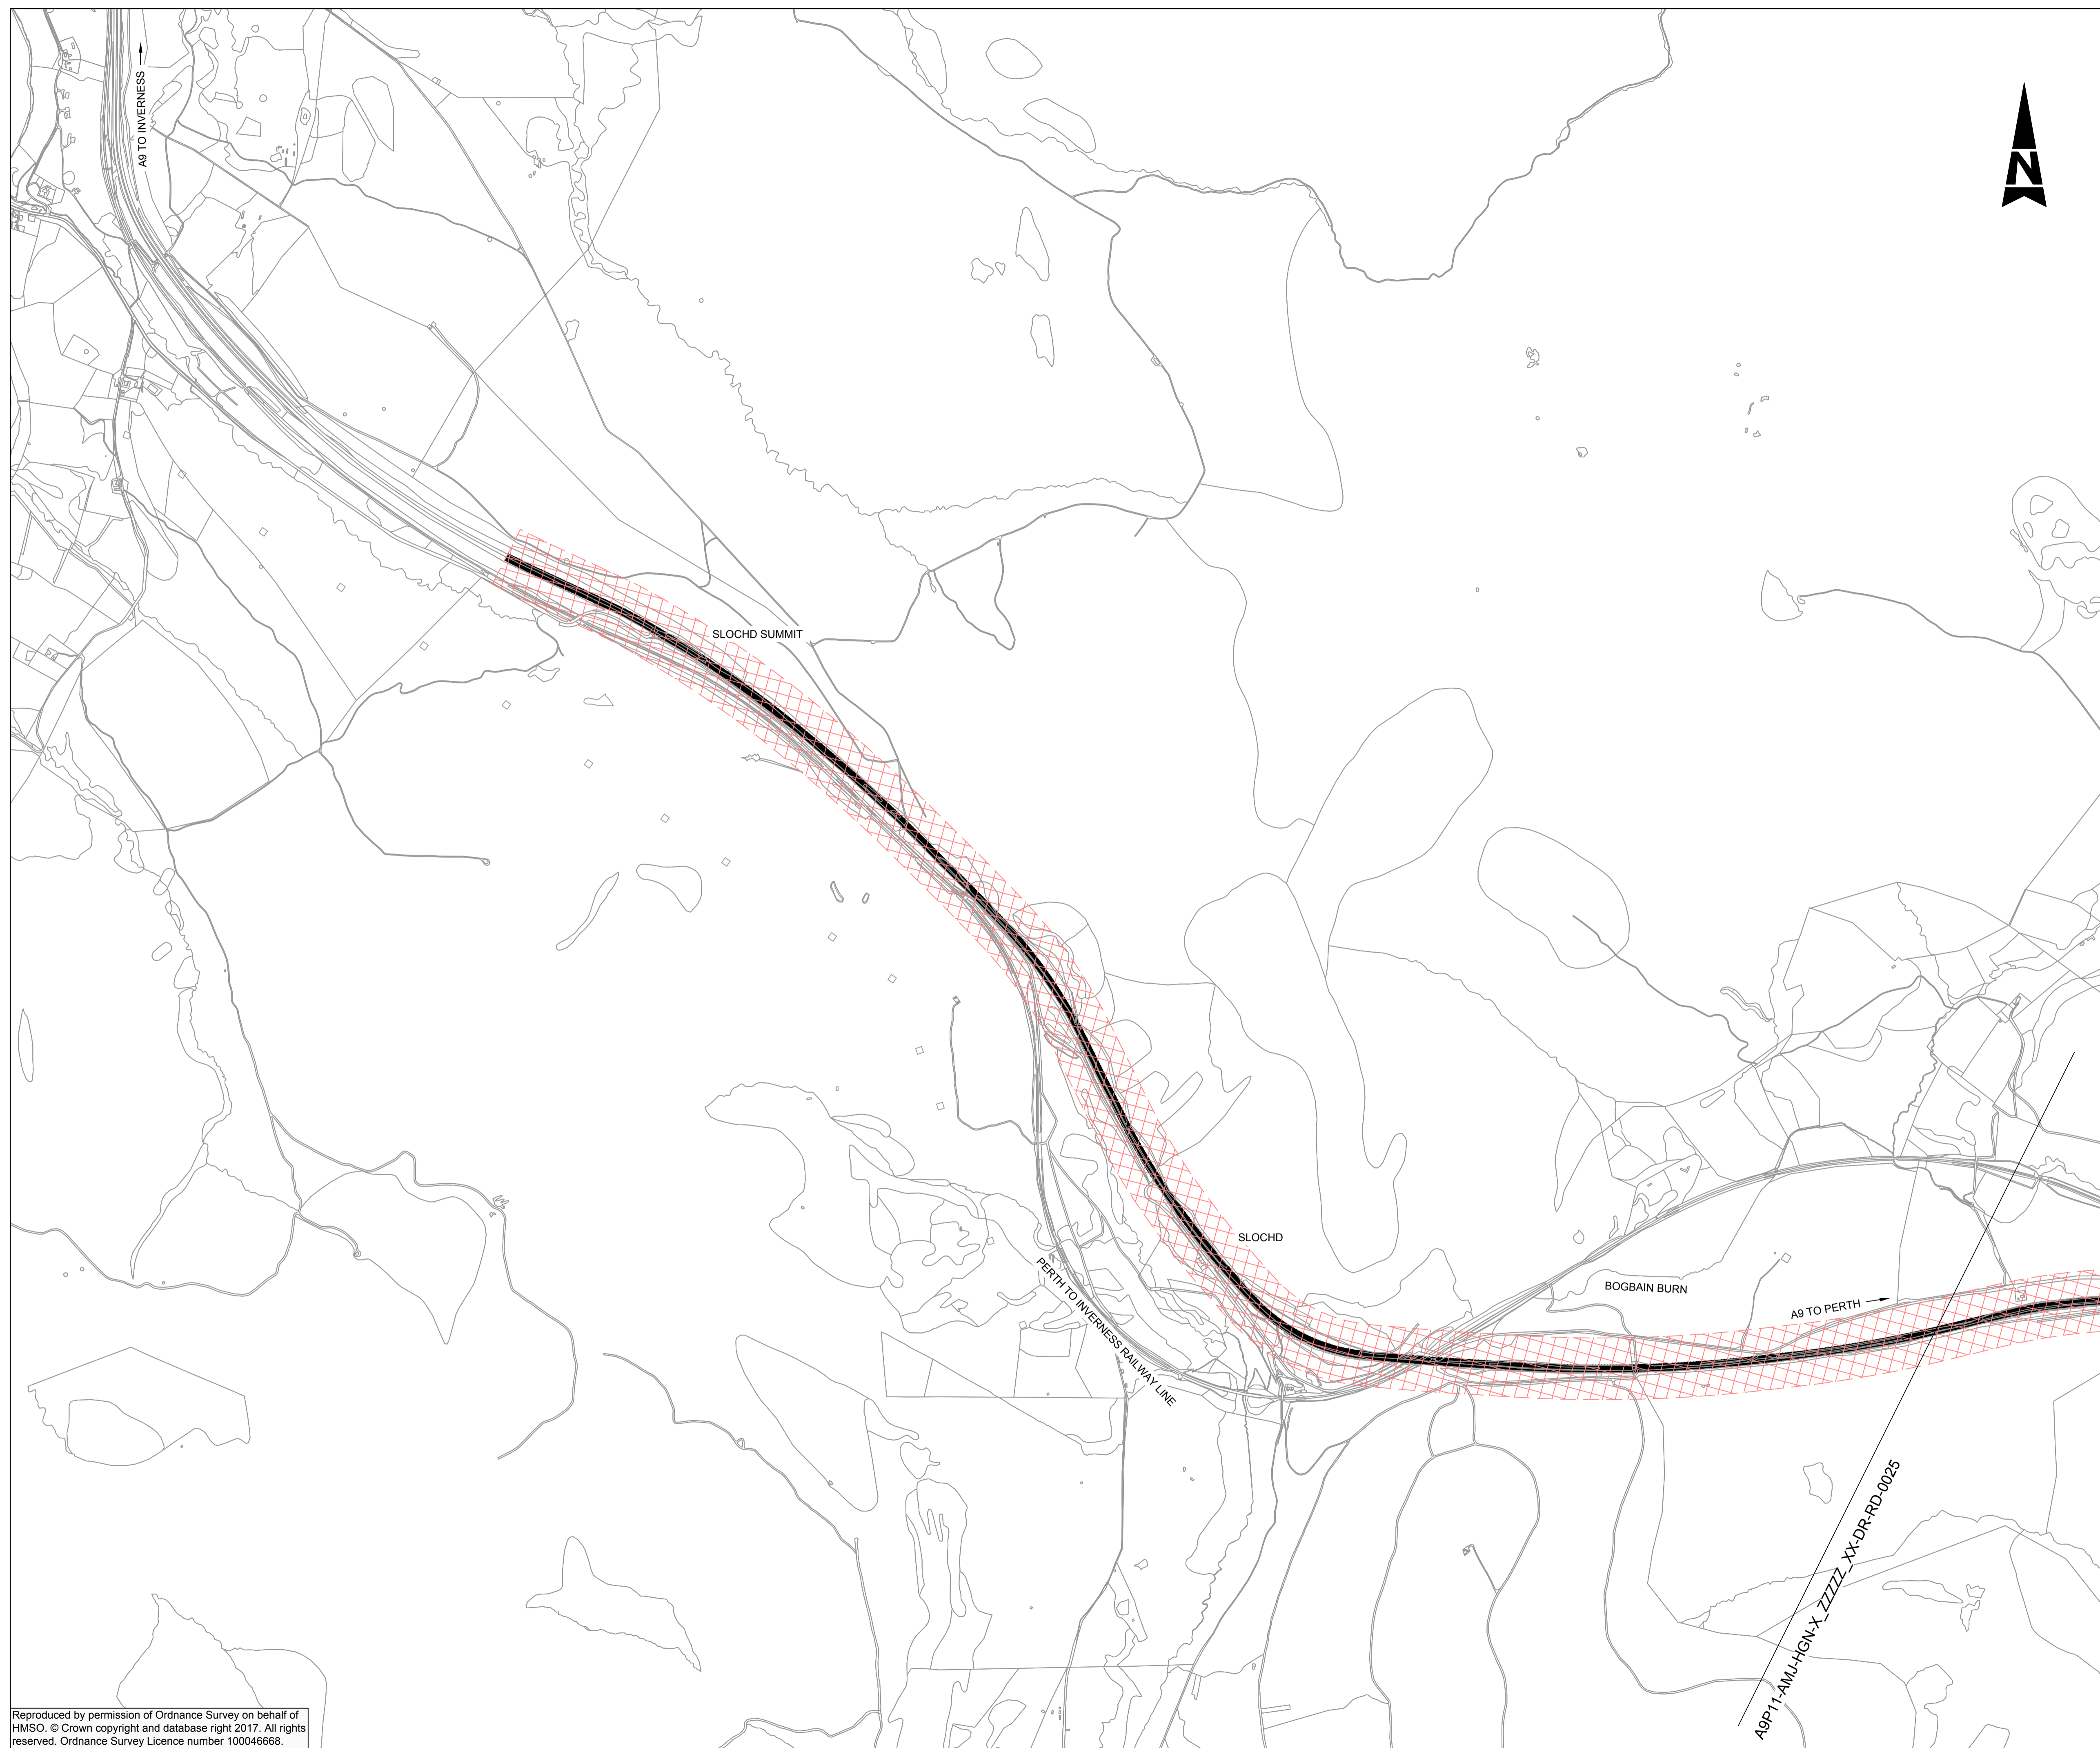 A9 TO INVERNESS
N
SLOCHD SUMMIT
SLOCHD
PERTH TO INVERNESS RAILWAY LINE
BOGBAIN BURN
A9 TO PERTH
A9P11-AMJ-HGN-X_ZZZZZ_XX-DR-RD-0025
Reproduced by permission of Ordnance Survey on behalf of
HMSO. © Crown copyright and database right 2017. All rights
reserved. Ordnance Survey Licence number 100046668.